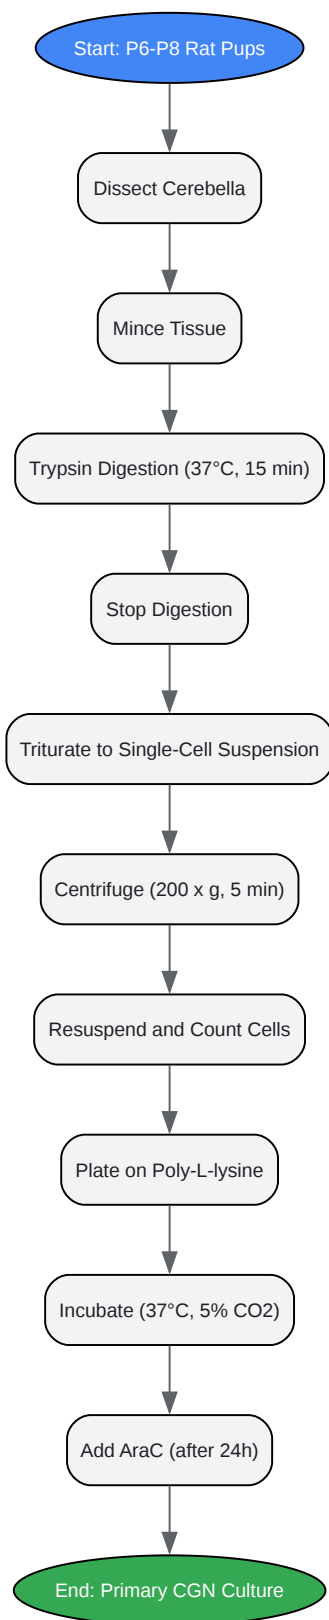 Start: P6-P8 Rat Pups
Dissect Cerebella
Mince Tissue
Trypsin Digestion (37°C, 15 min)
Stop Digestion
Triturate to Single-Cell Suspension
Centrifuge (200 x g, 5 min)
Resuspend and Count Cells
Plate on Poly-L-lysine
Incubate (37°C, 5% CO2)
Add AraC (after 24h)
End: Primary CGN Culture